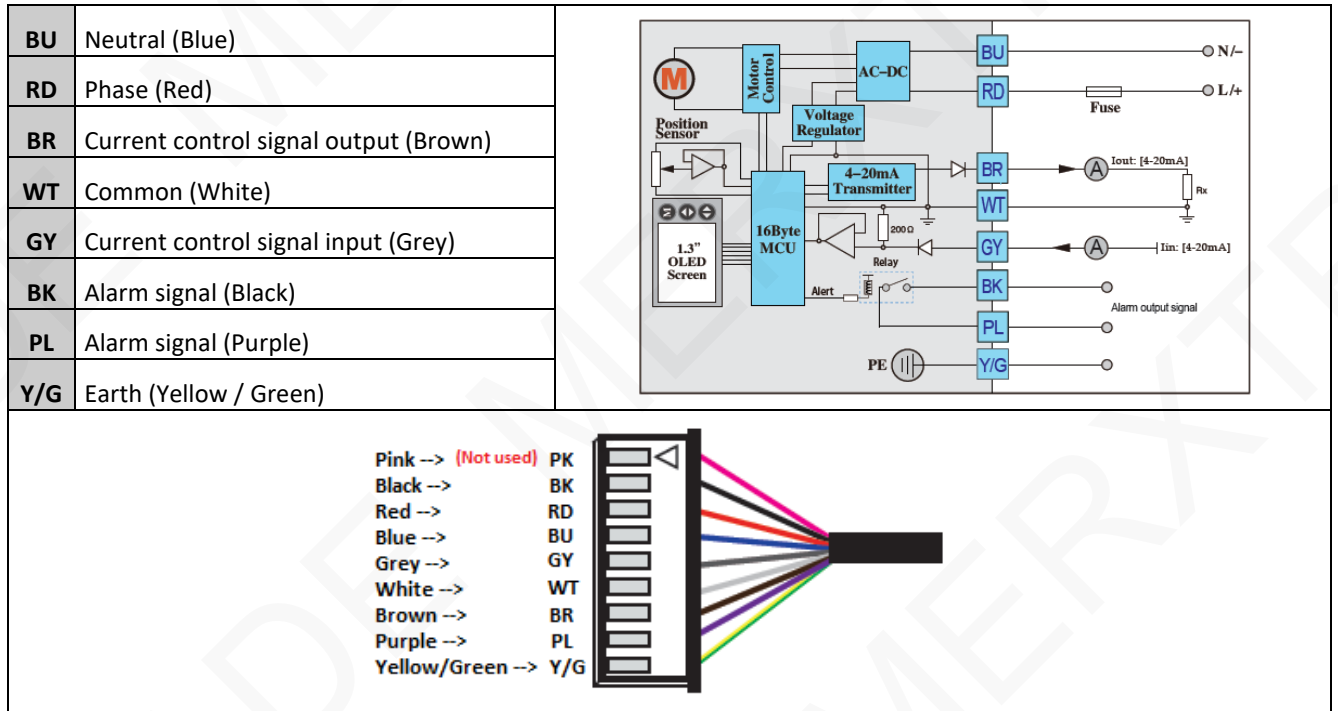 BU Neutral (Blue)
RD Phase (Red)
BR Current control signal output (Brown)
WT Common (White)
GY Current control signal input (Grey)
BK Alarm signal (Black)
PL Alarm signal (Purple)
Y/G Earth (Yellow / Green)
M
Motor
Control
AC–DC
Voltage
Regulator
Position
Sensor
4–20mA
Transmitter
16Byte
MCU
200 Ω
Relay
Alert
M
1.3"
OLED
Screen
PE
BU
RD
BR
WT
GY
BK
PL
Y/G
N/–
L/+
Fuse
A
Iout: [4-20mA]
Rx
A
Iin: [4-20mA]
Alarm output signal
Pink --> (Not used) PK
Black --> BK
Red --> RD
Blue --> BU
Grey --> GY
White --> WT
Brown --> BR
Purple --> PL
Yellow/Green --> Y/G